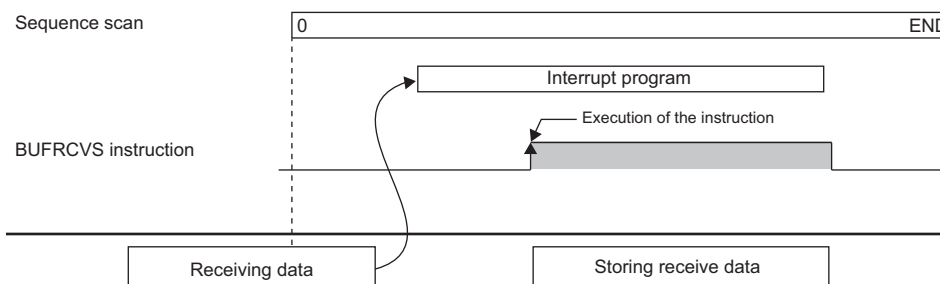 Sequence scan
0 END
Interrupt program
Execution of the instruction
BUFRCVS instruction
Receiving data
Storing receive data